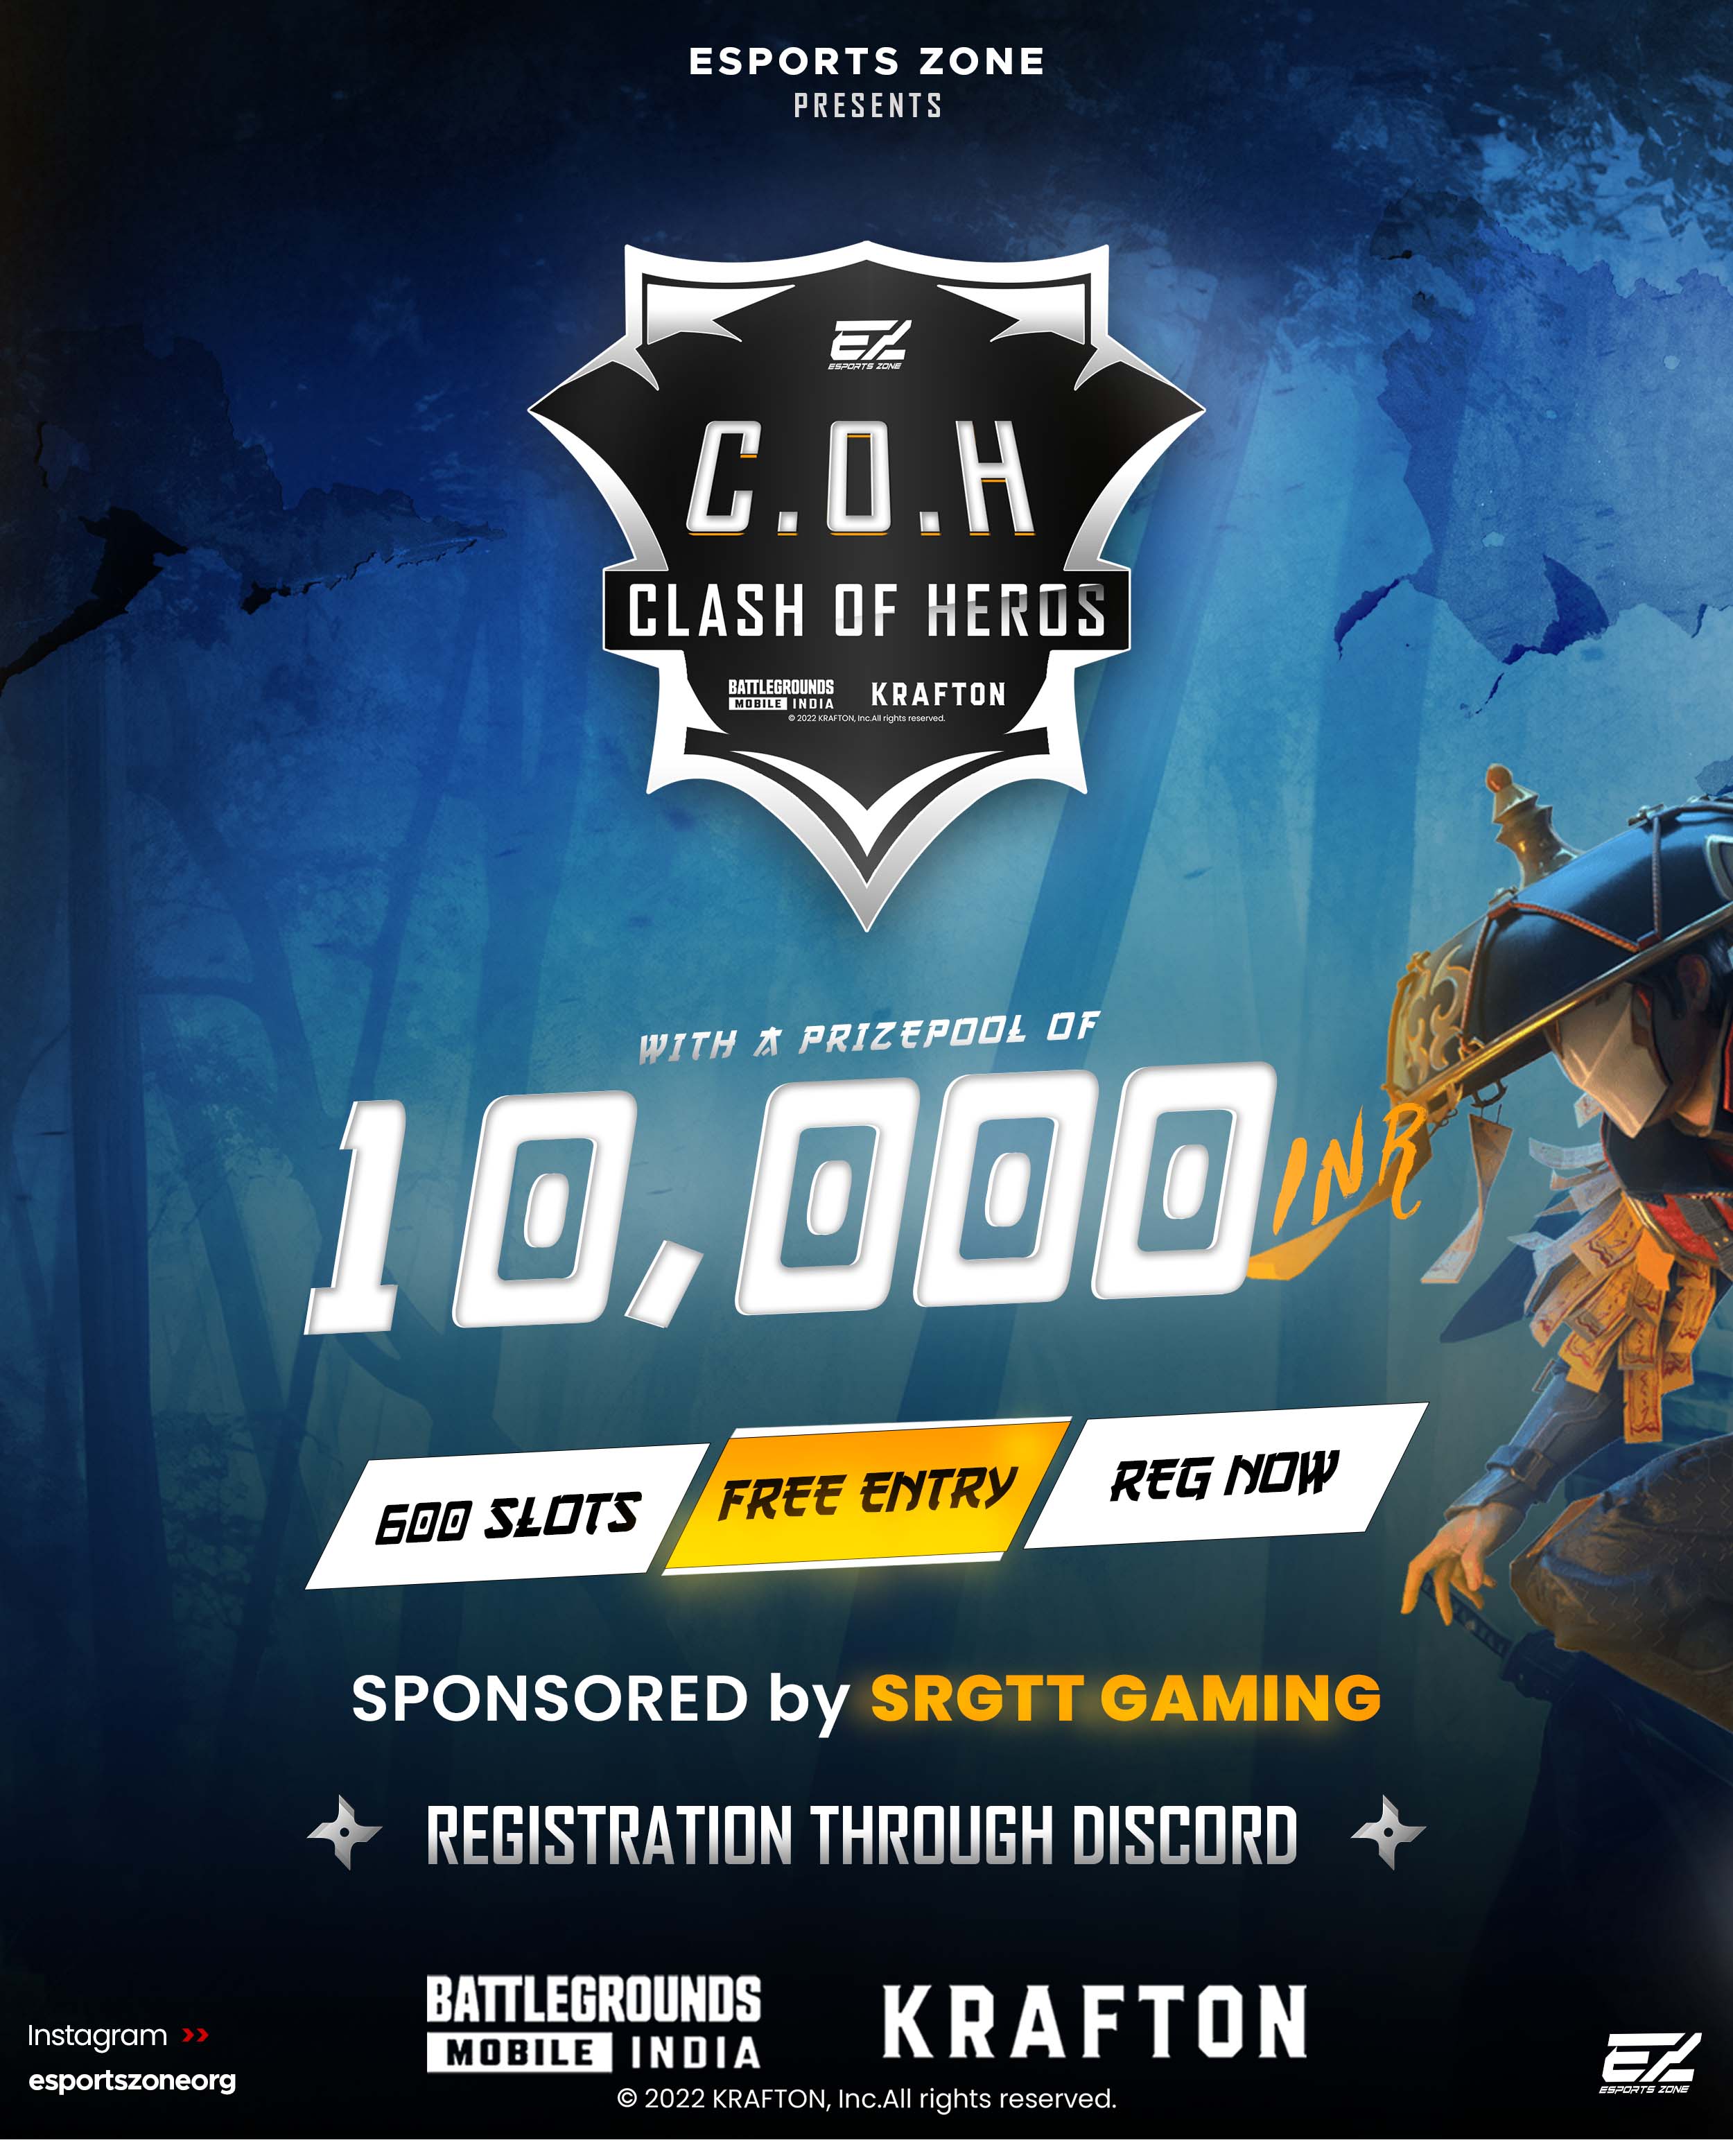 ESPORTS ZONE
PRESENTS
EZ
ESPORTS ZONE
C.O.H
CLASH OF HEROS
BATTLEGROUNDS
MOBILE INDIA
KRAFTON
© 2022 KRAFTON, Inc.All rights reserved.
WITH A PRIZEPOOL OF
10,000 INR
600 SLOTS
FREE ENTRY
REG NOW
SPONSORED by SRGTT GAMING
REGISTRATION THROUGH DISCORD
BATTLEGROUNDS
MOBILE INDIA
KRAFTON
© 2022 KRAFTON, Inc.All rights reserved.
Instagram >>
esportszoneorg
EZ
ESPORTS ZONE